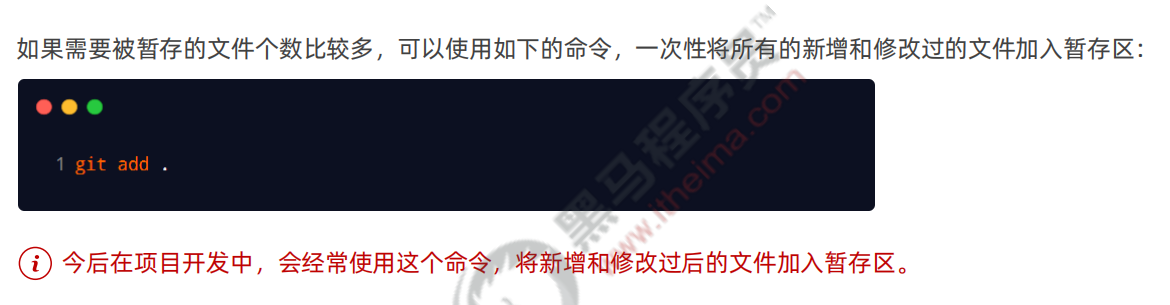 如果需要被暂存的文件个数比较多，可以使用如下的命令，一次性将所有的新增和修改过的文件加入暂存区：
1 git add .
今后在项目开发中，会经常使用这个命令，将新增和修改过后的文件加入暂存区。
黑马程序员™
www.itheima.com